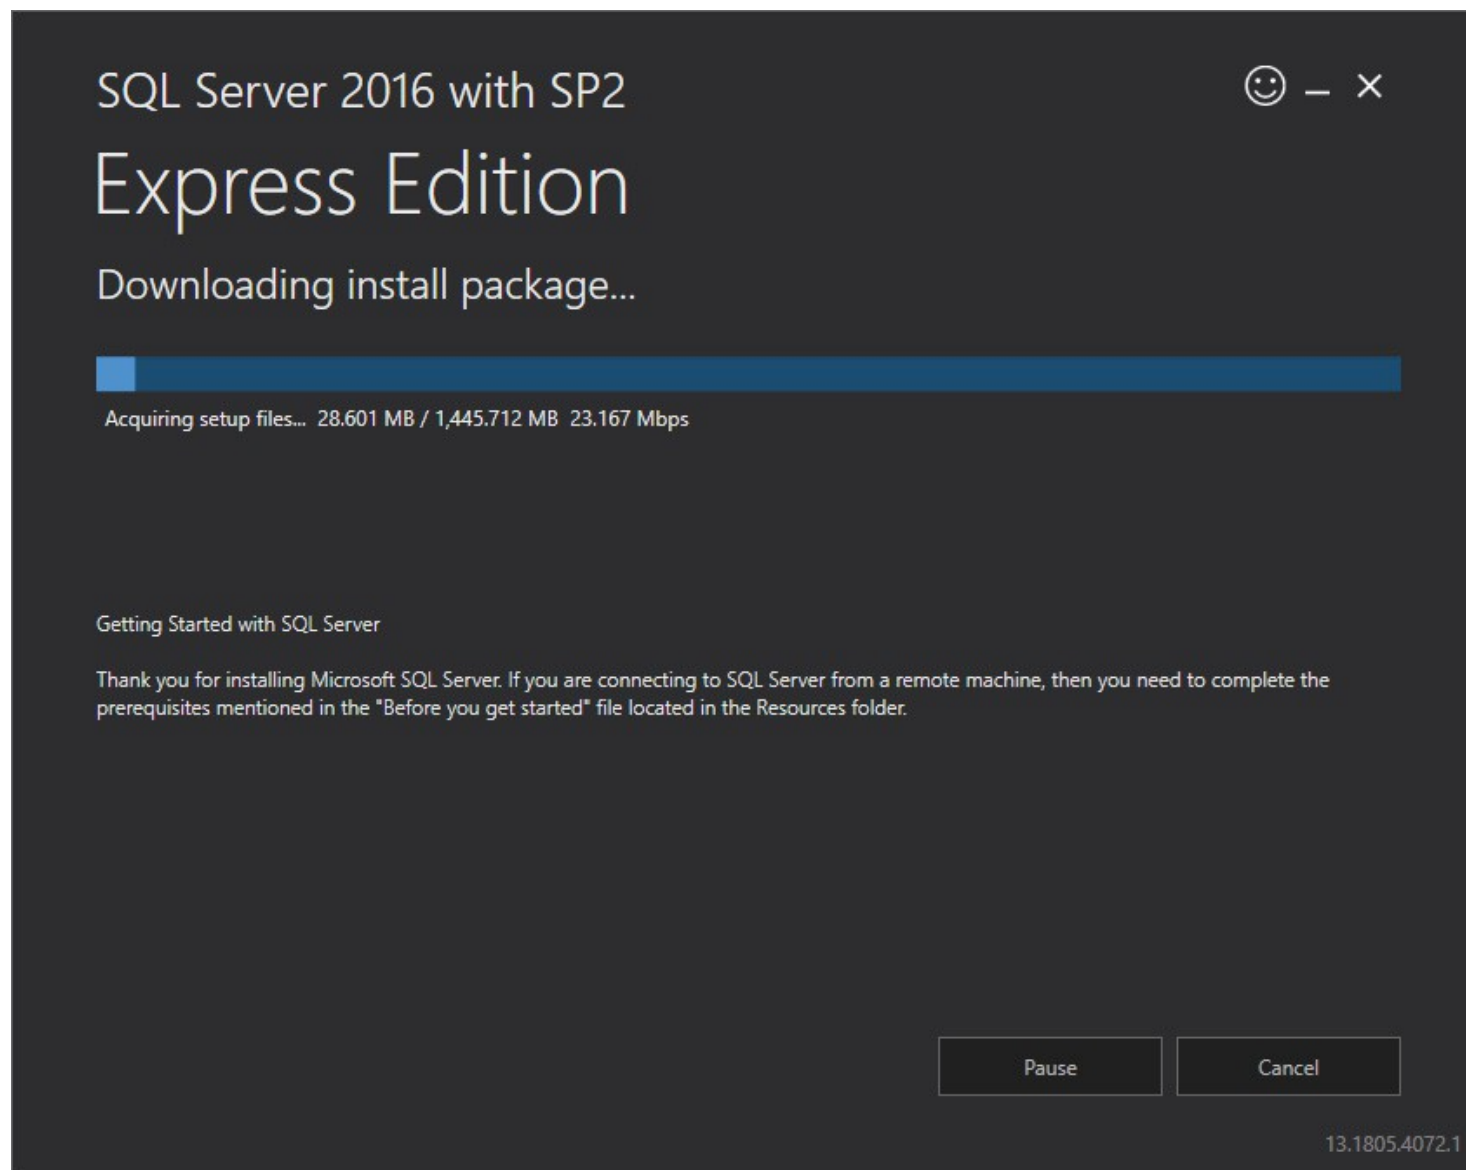 SQL Server 2016 with SP2
Express Edition
Downloading install package...
Acquiring setup files... 28.601 MB / 1,445.712 MB 23.167 Mbps
Getting Started with SQL Server
Thank you for installing Microsoft SQL Server. If you are connecting to SQL Server from a remote machine, then you need to complete the
prerequisites mentioned in the "Before you get started" file located in the Resources folder.
Pause
Cancel
13.1805.4072.1